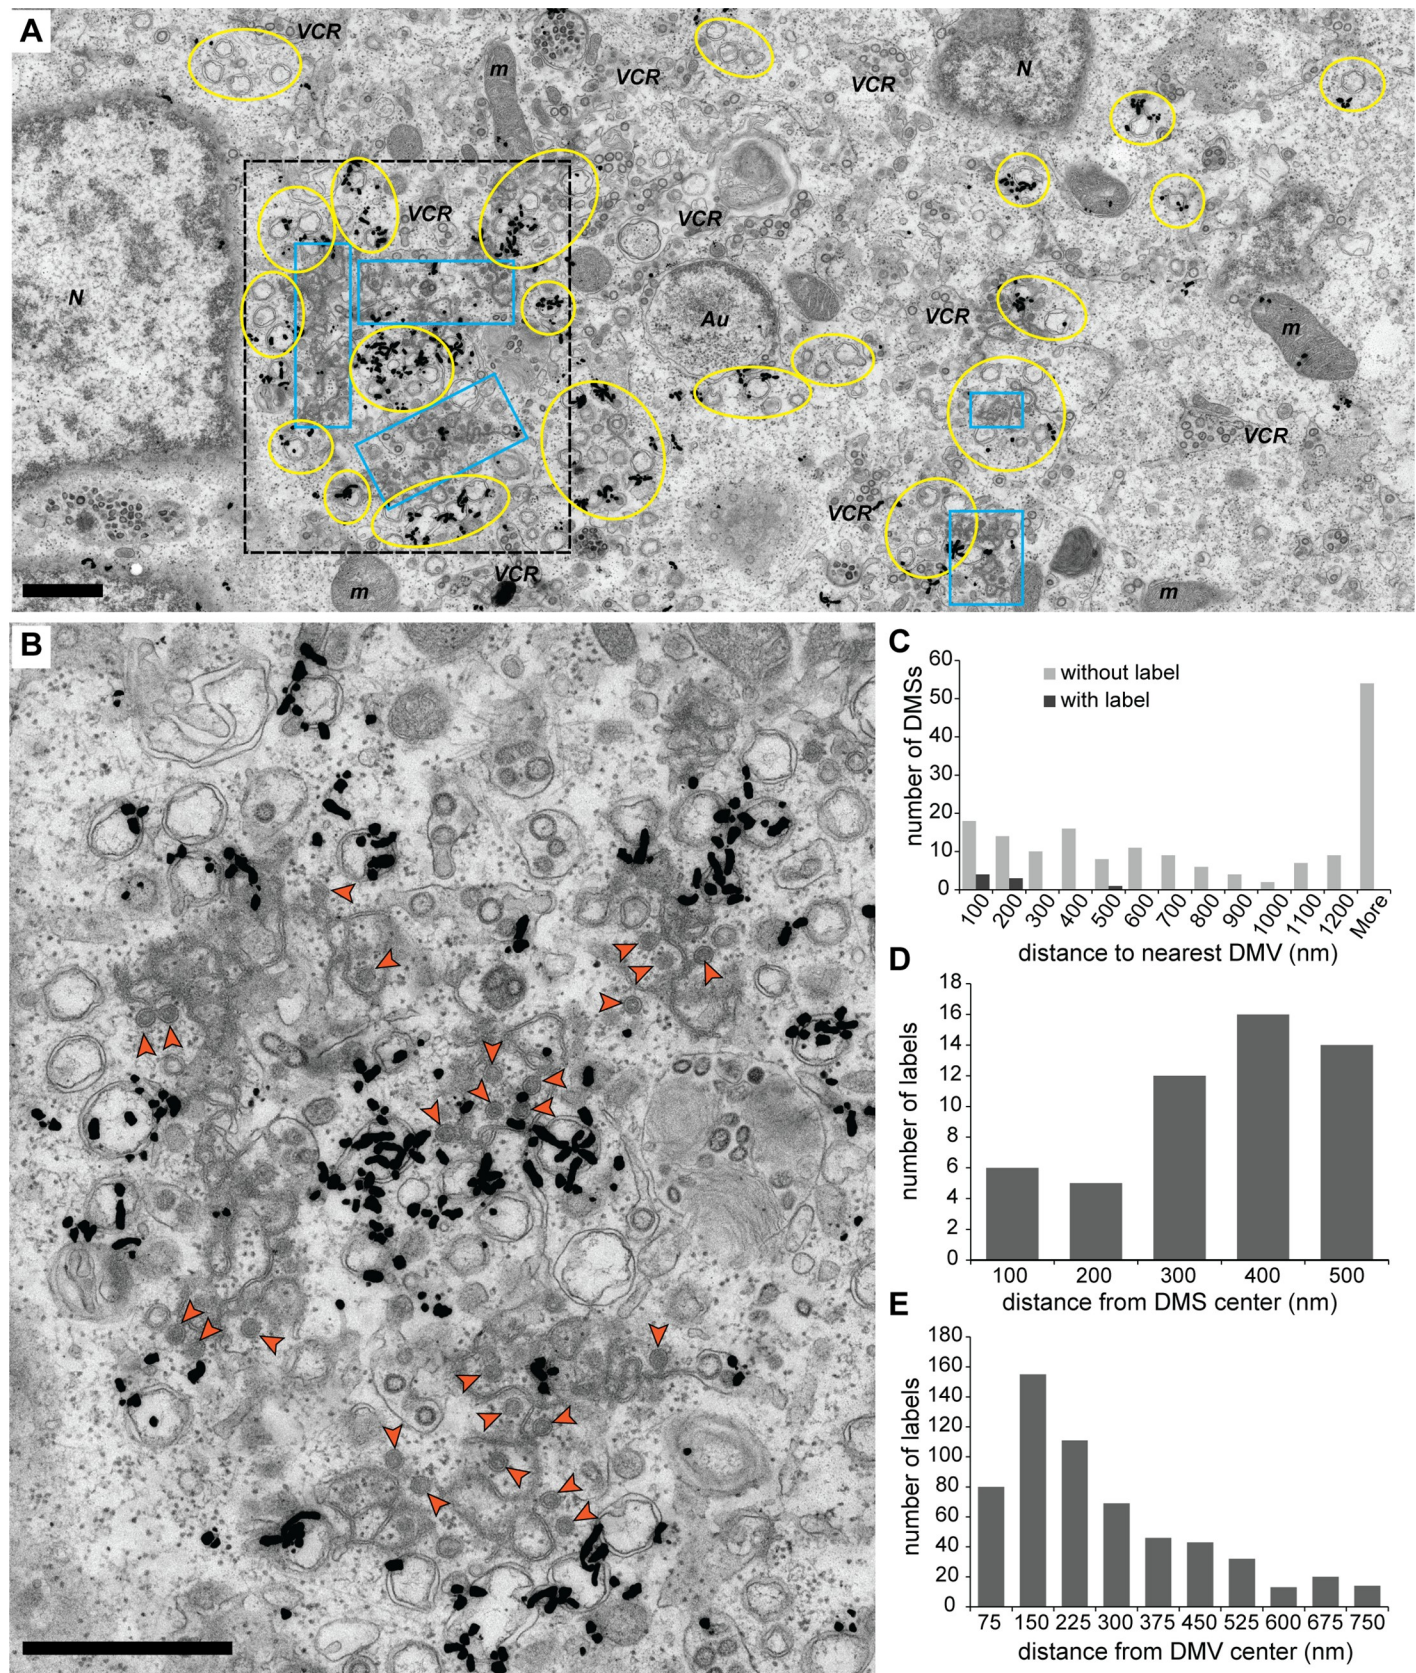 A
VCR
m
VCR
VCR
N
VCR
VCR
N
Au
VCR
m
VCR
VCR
m
VCR
m
B
C
number of DMSs
60
50
40
30
20
10
0
without label
with label
100
200
300
400
500
600
700
800
900
1000
1100
1200
More
distance to nearest DMV (nm)
D
number of labels
18
16
14
12
10
8
6
4
2
0
100 200 300 400 500
distance from DMS center (nm)
E
number of labels
180
160
140
120
100
80
60
40
20
0
75 150 225 300 375 450 525 600 675 750
distance from DMV center (nm)